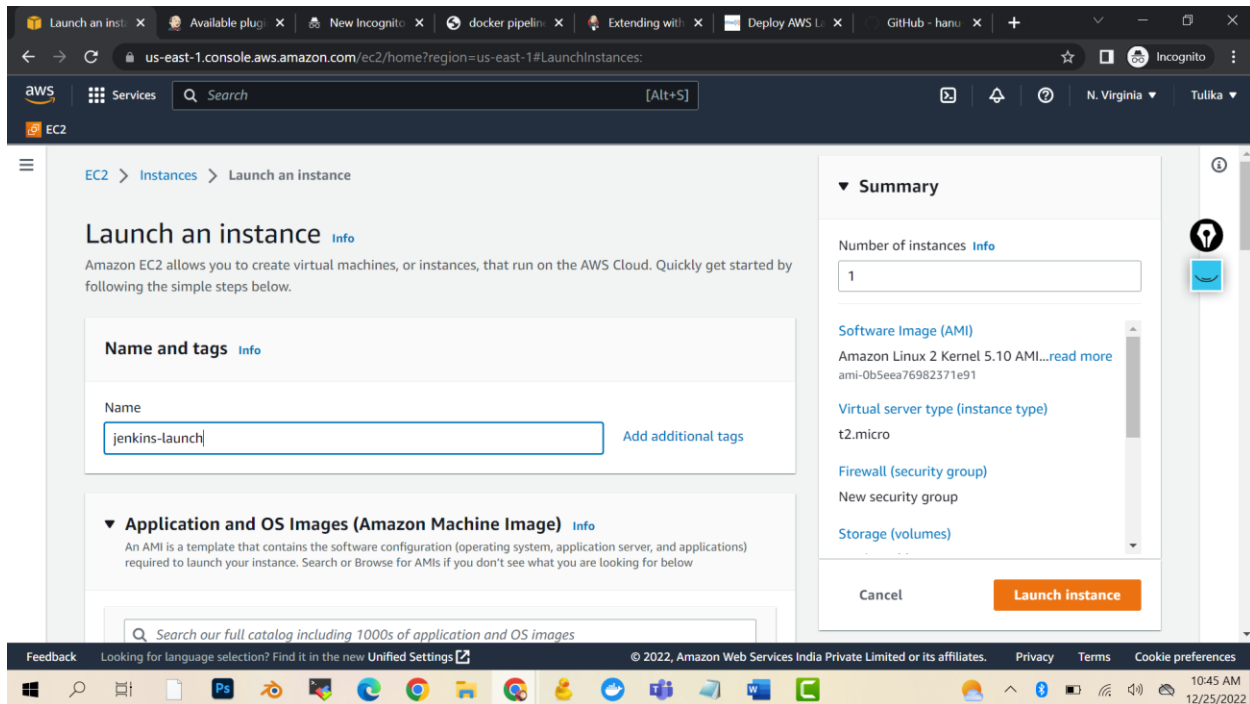 Launch an insta
Available plugi
New Incognito
docker pipeline
Extending with
Deploy AWS La
GitHub - hanu
us-east-1.console.aws.amazon.com/ec2/home?region=us-east-1#LaunchInstances:
Incognito
aws
Services
Search
[Alt+S]
N. Virginia
Tulika
EC2
EC2 > Instances > Launch an instance
Launch an instance Info
Amazon EC2 allows you to create virtual machines, or instances, that run on the AWS Cloud. Quickly get started by
following the simple steps below.
Name and tags Info
Name
jenkins-launch
Add additional tags
Application and OS Images (Amazon Machine Image) Info
An AMI is a template that contains the software configuration (operating system, application server, and applications)
required to launch your instance. Search or Browse for AMIs if you don't see what you are looking for below
Search our full catalog including 1000s of application and OS images
Summary
Number of instances Info
1
Software Image (AMI)
Amazon Linux 2 Kernel 5.10 AMI...read more
ami-0b5eea76982371e91
Virtual server type (instance type)
t2.micro
Firewall (security group)
New security group
Storage (volumes)
Cancel
Launch instance
Feedback
Looking for language selection? Find it in the new Unified Settings
© 2022, Amazon Web Services India Private Limited or its affiliates.
Privacy
Terms
Cookie preferences
Ps
W
10:45 AM
12/25/2022